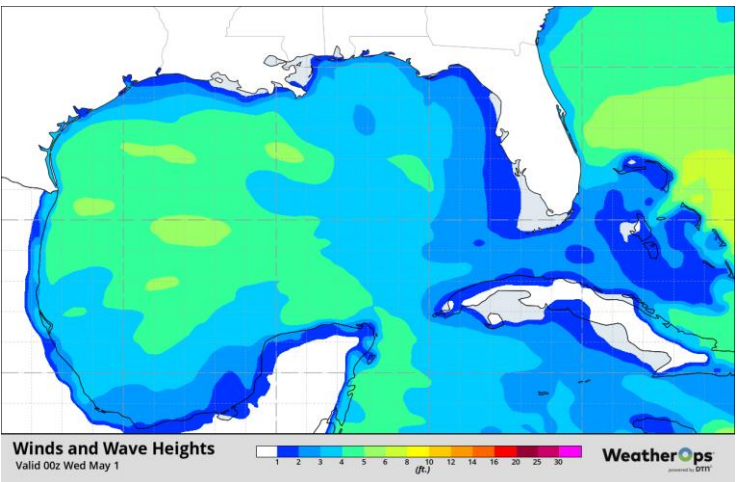 Winds and Wave Heights
Valid 00z Wed May 1
1 2 3 4 5 6 8 10 12 14 16 20 25 30
(ft.)
WeatherOps
powered by DTN